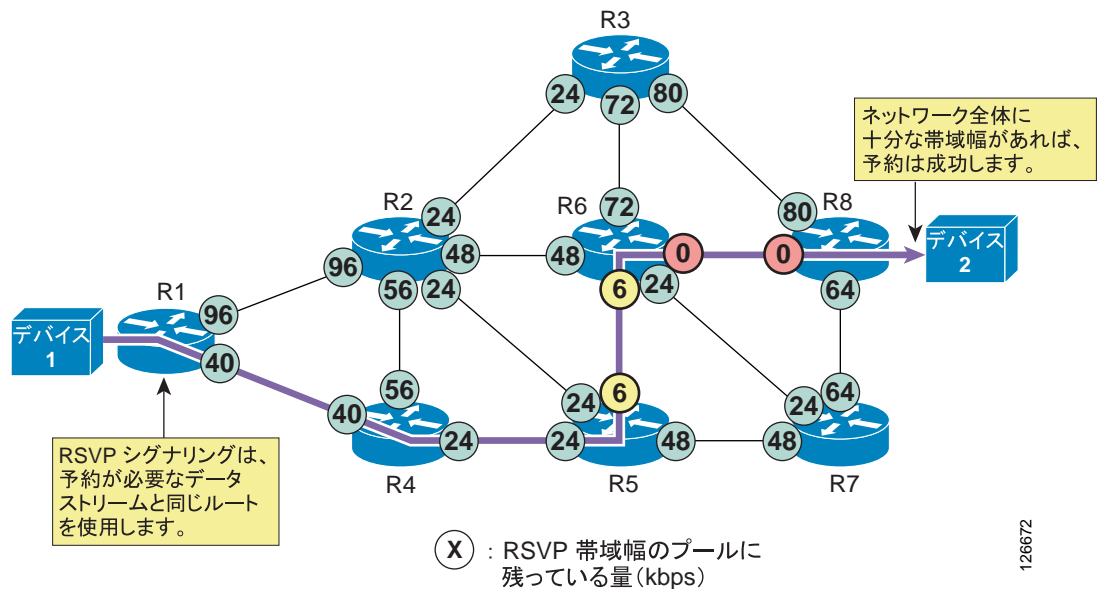 R3
24
72
80
ネットワーク全体に
十分な帯域幅があれば、
予約は成功します。
R2
24
48
96
56
24
R6
72
48
0
6
24
R8
80
0
64
デバイス
2
R1
96
40
デバイス
1
56
40
24
R4
6
24
24
48
R5
64
24
48
R7
RSVP シグナリングは、
予約が必要なデータ
ストリームと同じルート
を使用します。
X : RSVP 帯域幅のプールに
残っている量(kbps)
126672